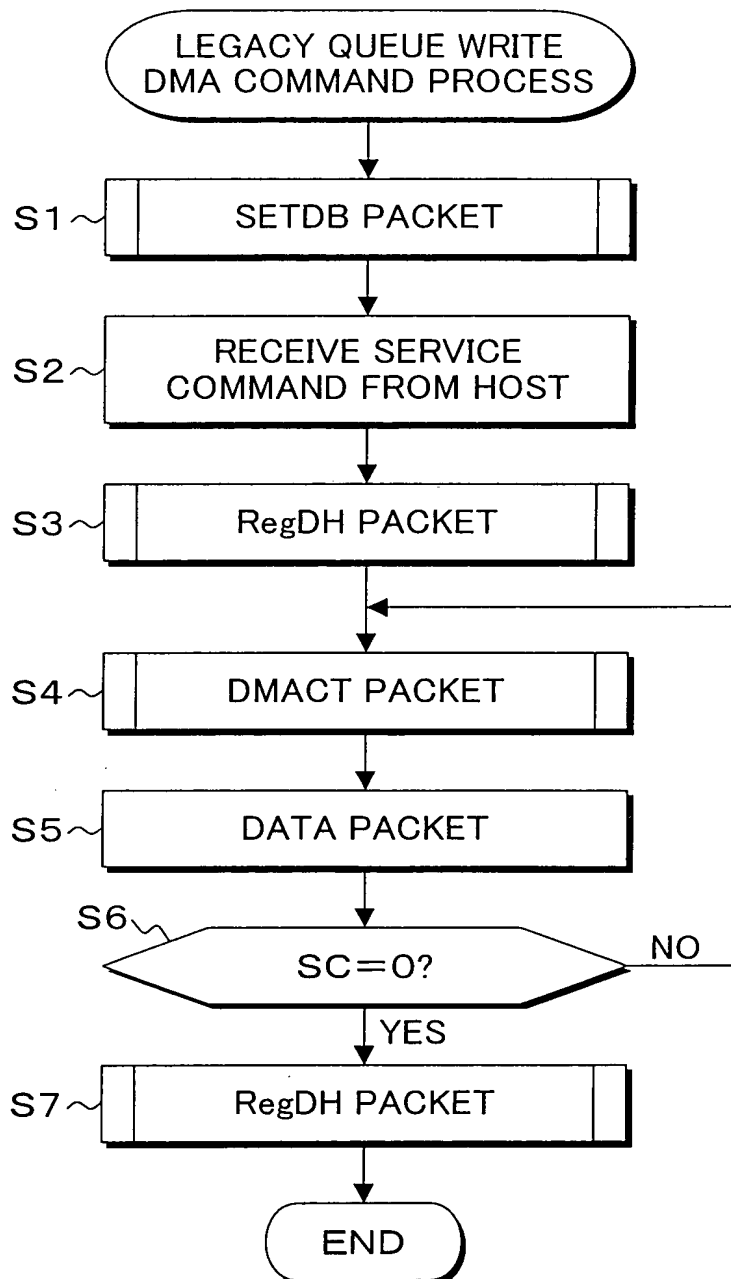 LEGACY QUEUE WRITE
DMA COMMAND PROCESS
S1
SETDB PACKET
S2
RECEIVE SERVICE
COMMAND FROM HOST
S3
RegDH PACKET
S4
DMACT PACKET
S5
DATA PACKET
S6
SC=0?
NO
YES
S7
RegDH PACKET
END